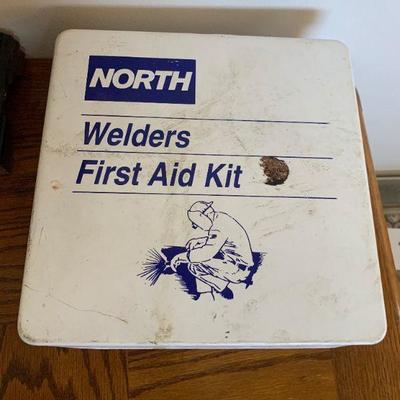 NORTH
Welders
First Aid Kit